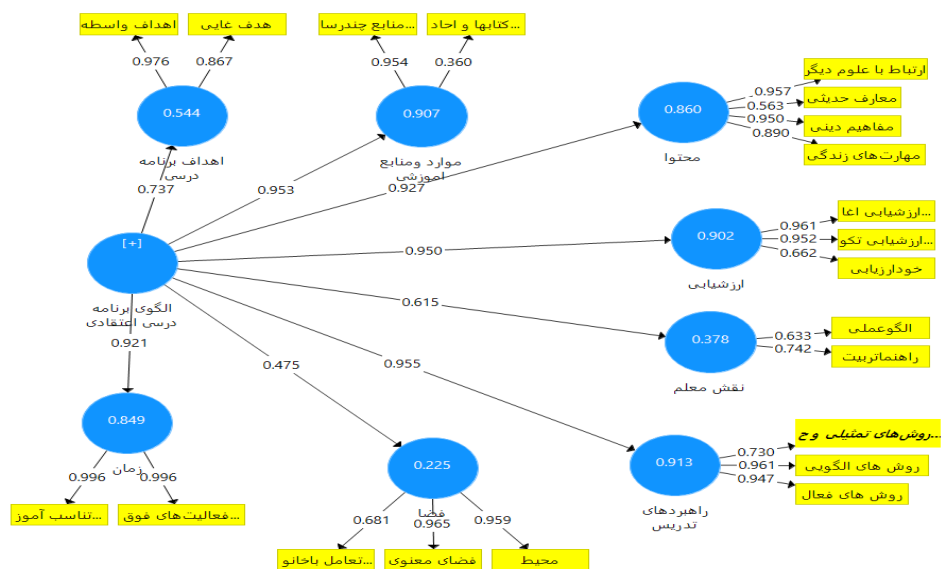 اهداف واسطه
هدف غایی
منابع چندرسا...
کتابها و احاد...
0.976
0.867
0.954
0.360
0.544
0.907
0.860
اهداف برنامه
درسی
موارد ومنابع
اموزشی
محتوا
ارتباط با علوم دیگر
معارف حدیثی
مفاهیم دینی
مهارت‌های زندگی
0.957
0.563
0.950
0.890
0.737
0.953
0.927
[+]
الگوی برنامه
درسی اعتقادی
0.950
0.902
ارزشیابی
0.961
0.952
0.662
ارزشیابی اغا...
ارزشیابی تکو...
خودارزیابی
0.615
0.378
نقش معلم
0.633
0.742
الگوعملی
راهنماتربیت
0.921
0.475
0.955
0.849
زمان
0.996
0.996
تناسب آموز...
فعالیت‌های فوق...
0.225
فضا
0.681
0.965
0.959
تعامل باخانو...
فضای معنوی
محیط
0.913
راهبردهای
تدریس
0.730
0.961
0.947
روش‌های تمثیلی و ح...
روش های الگویی
روش های فعال